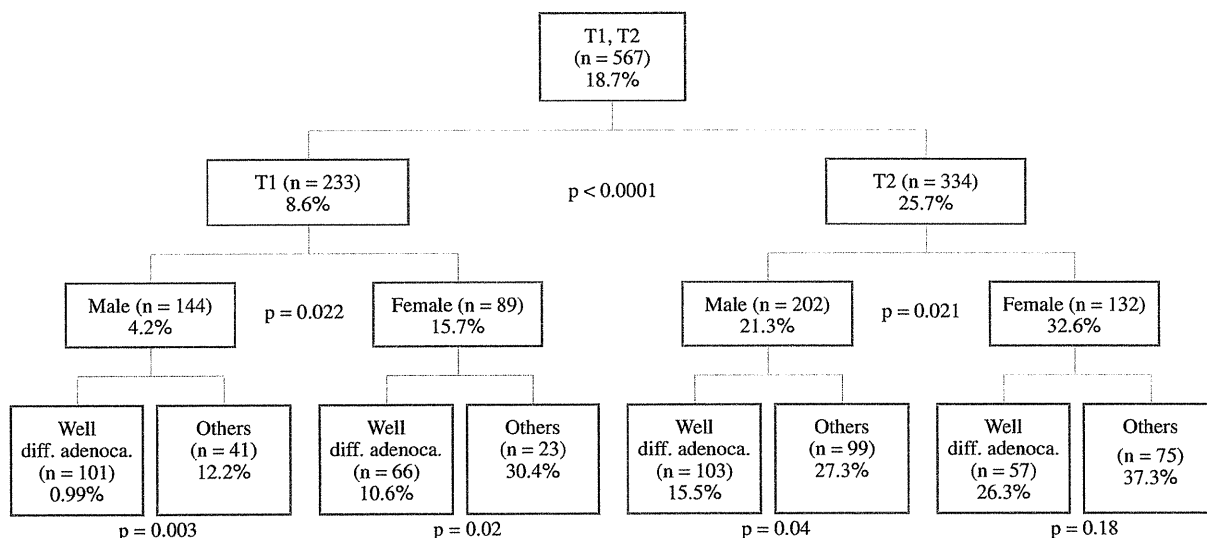 T1, T2
(n = 567)
18.7%
T1 (n = 233)
8.6%
p < 0.0001
T2 (n = 334)
25.7%
Male (n = 144)
4.2%
p = 0.022
Female (n = 89)
15.7%
Male (n = 202)
21.3%
p = 0.021
Female (n = 132)
32.6%
Well
diff. adenoca.
(n = 101)
0.99%
Others
(n = 41)
12.2%
Well
diff. adenoca.
(n = 66)
10.6%
Others
(n = 23)
30.4%
Well
diff. adenoca.
(n = 103)
15.5%
Others
(n = 99)
27.3%
Well
diff. adenoca.
(n = 57)
26.3%
Others
(n = 75)
37.3%
p = 0.003
p = 0.02
p = 0.04
p = 0.18